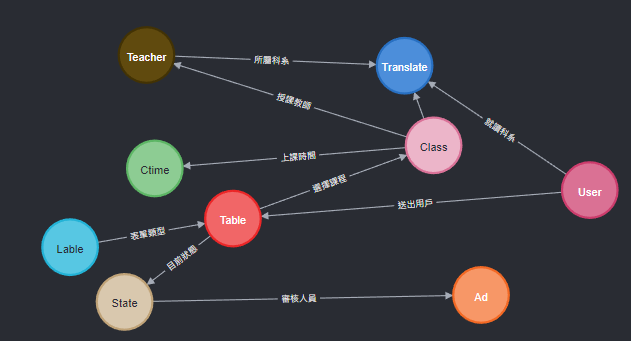 Teacher
所屬科系
Translate
授課教師
就讀科系
Class
上課時間
Ctime
選擇課程
User
送出用戶
Table
表單類型
Lable
目前狀態
State
審核人員
Ad